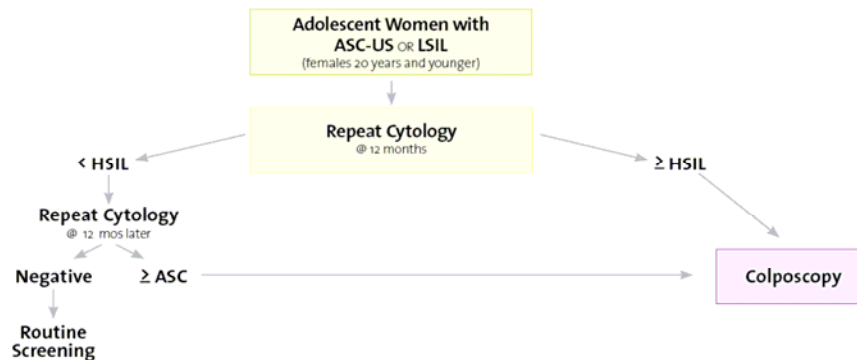 Adolescent Women with
ASC-US OR LSIL
(females 20 years and younger)
Repeat Cytology
@ 12 months
< HSIL
≥ HSIL
Repeat Cytology
@ 12 mos later
Negative
≥ ASC
Colposcopy
Routine
Screening